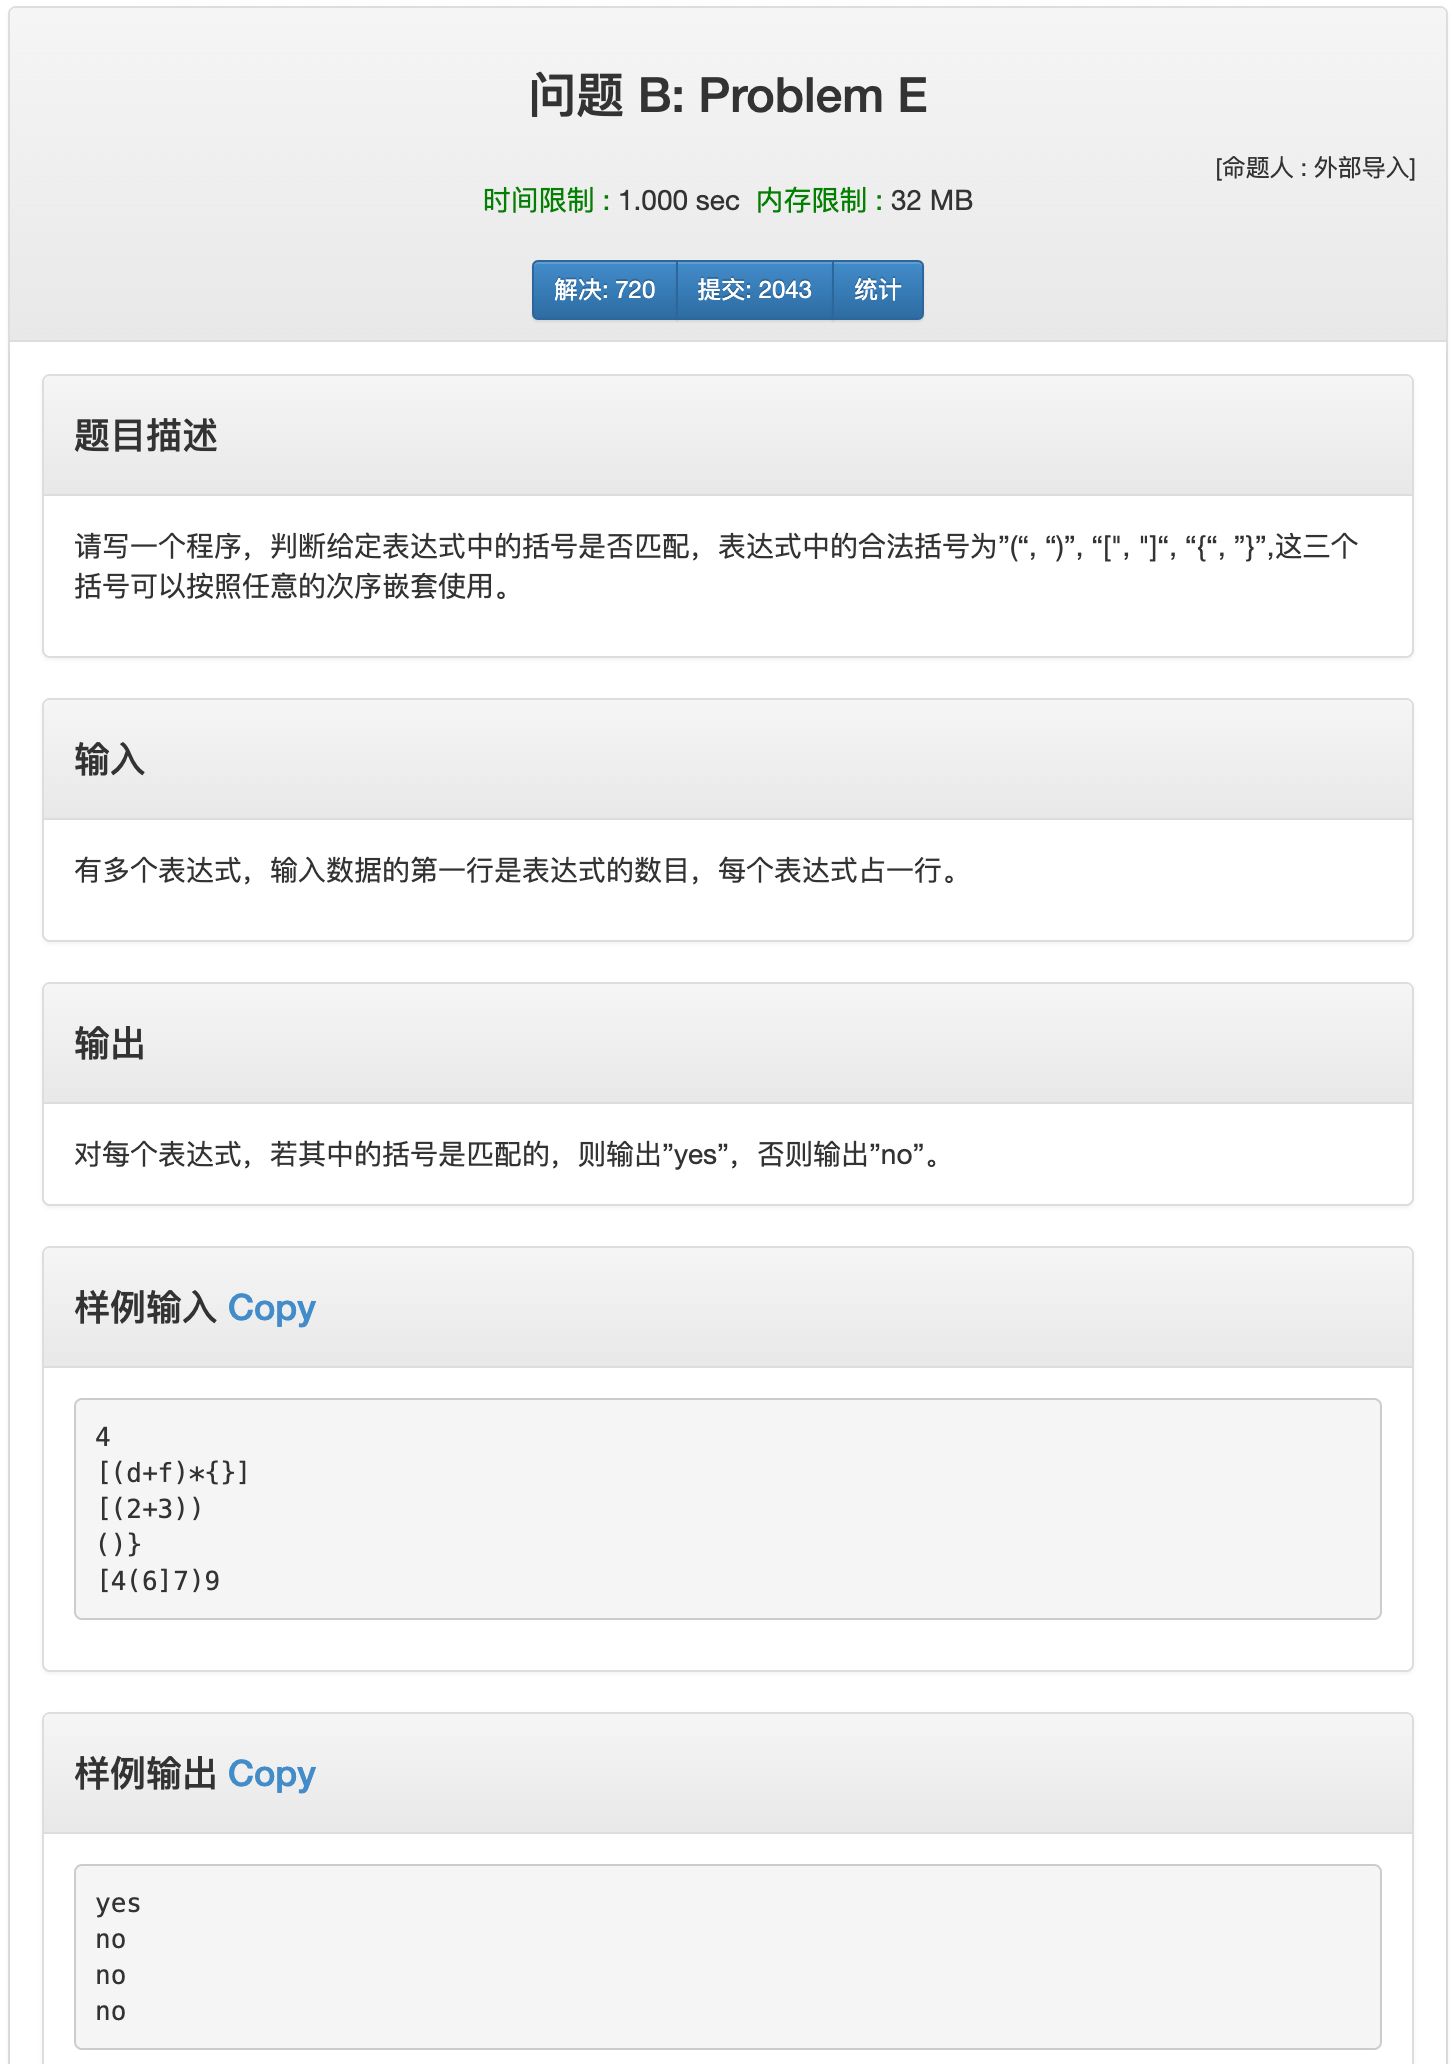 问题 B: Problem E
[命题人 : 外部导入]
时间限制 : 1.000 sec 内存限制 : 32 MB
解决: 720 提交: 2043 统计
题目描述
请写一个程序，判断给定表达式中的括号是否匹配，表达式中的合法括号为”(“, “)”, “[", "]“, “{“, ”}”,这三个
括号可以按照任意的次序嵌套使用。
输入
有多个表达式，输入数据的第一行是表达式的数目，每个表达式占一行。
输出
对每个表达式，若其中的括号是匹配的，则输出”yes”，否则输出”no”。
样例输入 Copy
4
[(d+f)*{}]
[(2+3))
()}
[4(6]7)9
样例输出 Copy
yes
no
no
no